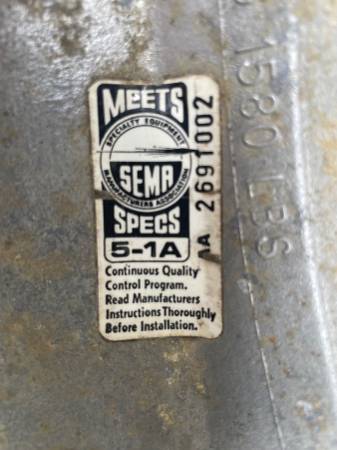 MEETS
SPECIALTY EQUIPMENT
SEMA
MANUFACTURERS ASSOCIATION
SPECS
5-1A
Continuous Quality
Control Program.
Read Manufacturers
Instructions Thoroughly
Before Installation.
AA 2691002
1580 LBS